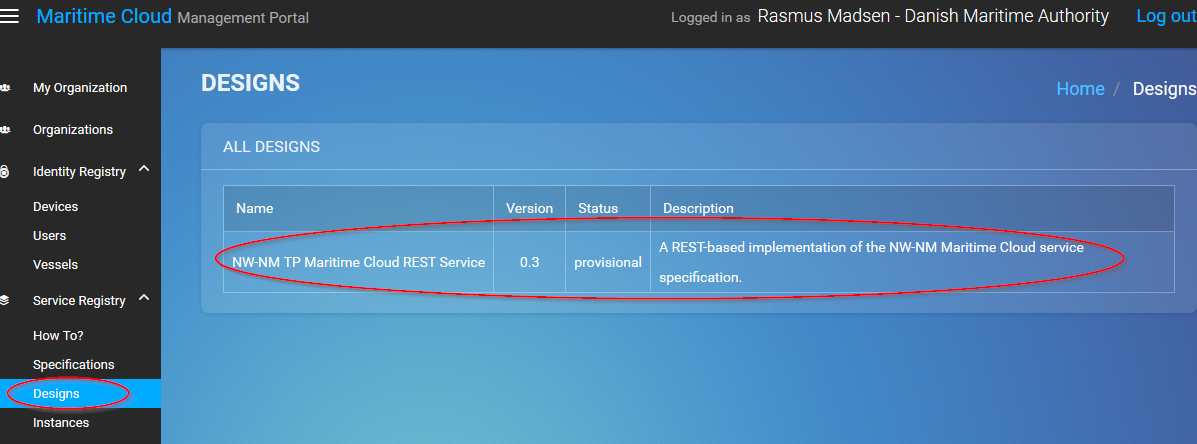 Maritime Cloud Management Portal
Logged in as Rasmus Madsen - Danish Maritime Authority
Log out
My Organization
Organizations
Identity Registry
Devices
Users
Vessels
Service Registry
How To?
Specifications
Designs
Instances
DESIGNS
Home / Designs
ALL DESIGNS
Name Version Status Description
NW-NM TP Maritime Cloud REST Service 0.3 provisional A REST-based implementation of the NW-NM Maritime Cloud service
specification.